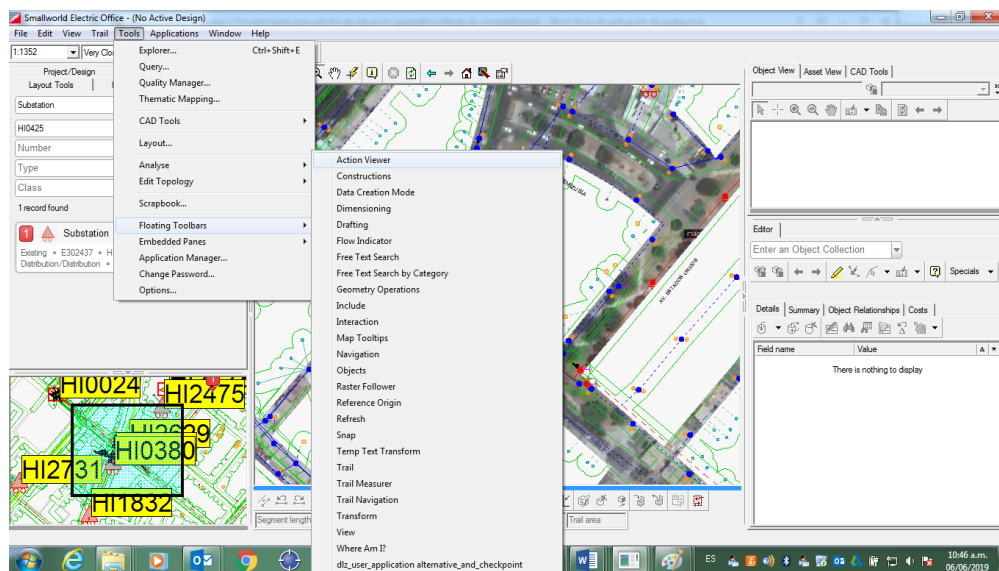 Smallworld Electric Office - (No Active Design)
File Edit View Trail Tools Applications Window Help
1:1352 Very Clo
Project/Design
Layout Tools
Substation
HI0425
Number
Type
Class
1 record found
1 Substation
Existing • E302437 • H
Distribution/Distribution •
Explorer... Ctrl+Shift+E
Query...
Quality Manager...
Thematic Mapping...
CAD Tools
Layout...
Analyse
Edit Topology
Scrapbook...
Floating Toolbars
Embedded Panes
Application Manager...
Change Password...
Options...
Action Viewer
Constructions
Data Creation Mode
Dimensioning
Drafting
Flow Indicator
Free Text Search
Free Text Search by Category
Geometry Operations
Include
Interaction
Map Tooltips
Navigation
Objects
Raster Follower
Reference Origin
Refresh
Snap
Temp Text Transform
Trail
Trail Measurer
Trail Navigation
Transform
View
Where Am I?
dlz_user_application alternative_and_checkpoint
HI0024
HI2475
HI0380
HI2731
HI1832
Segment length
Trail area
Object View Asset View CAD Tools
Editor
Enter an Object Collection
Specials
Details Summary Object Relationships Costs
Field name Value
There is nothing to display
ES
10:46 a.m.
06/06/2019